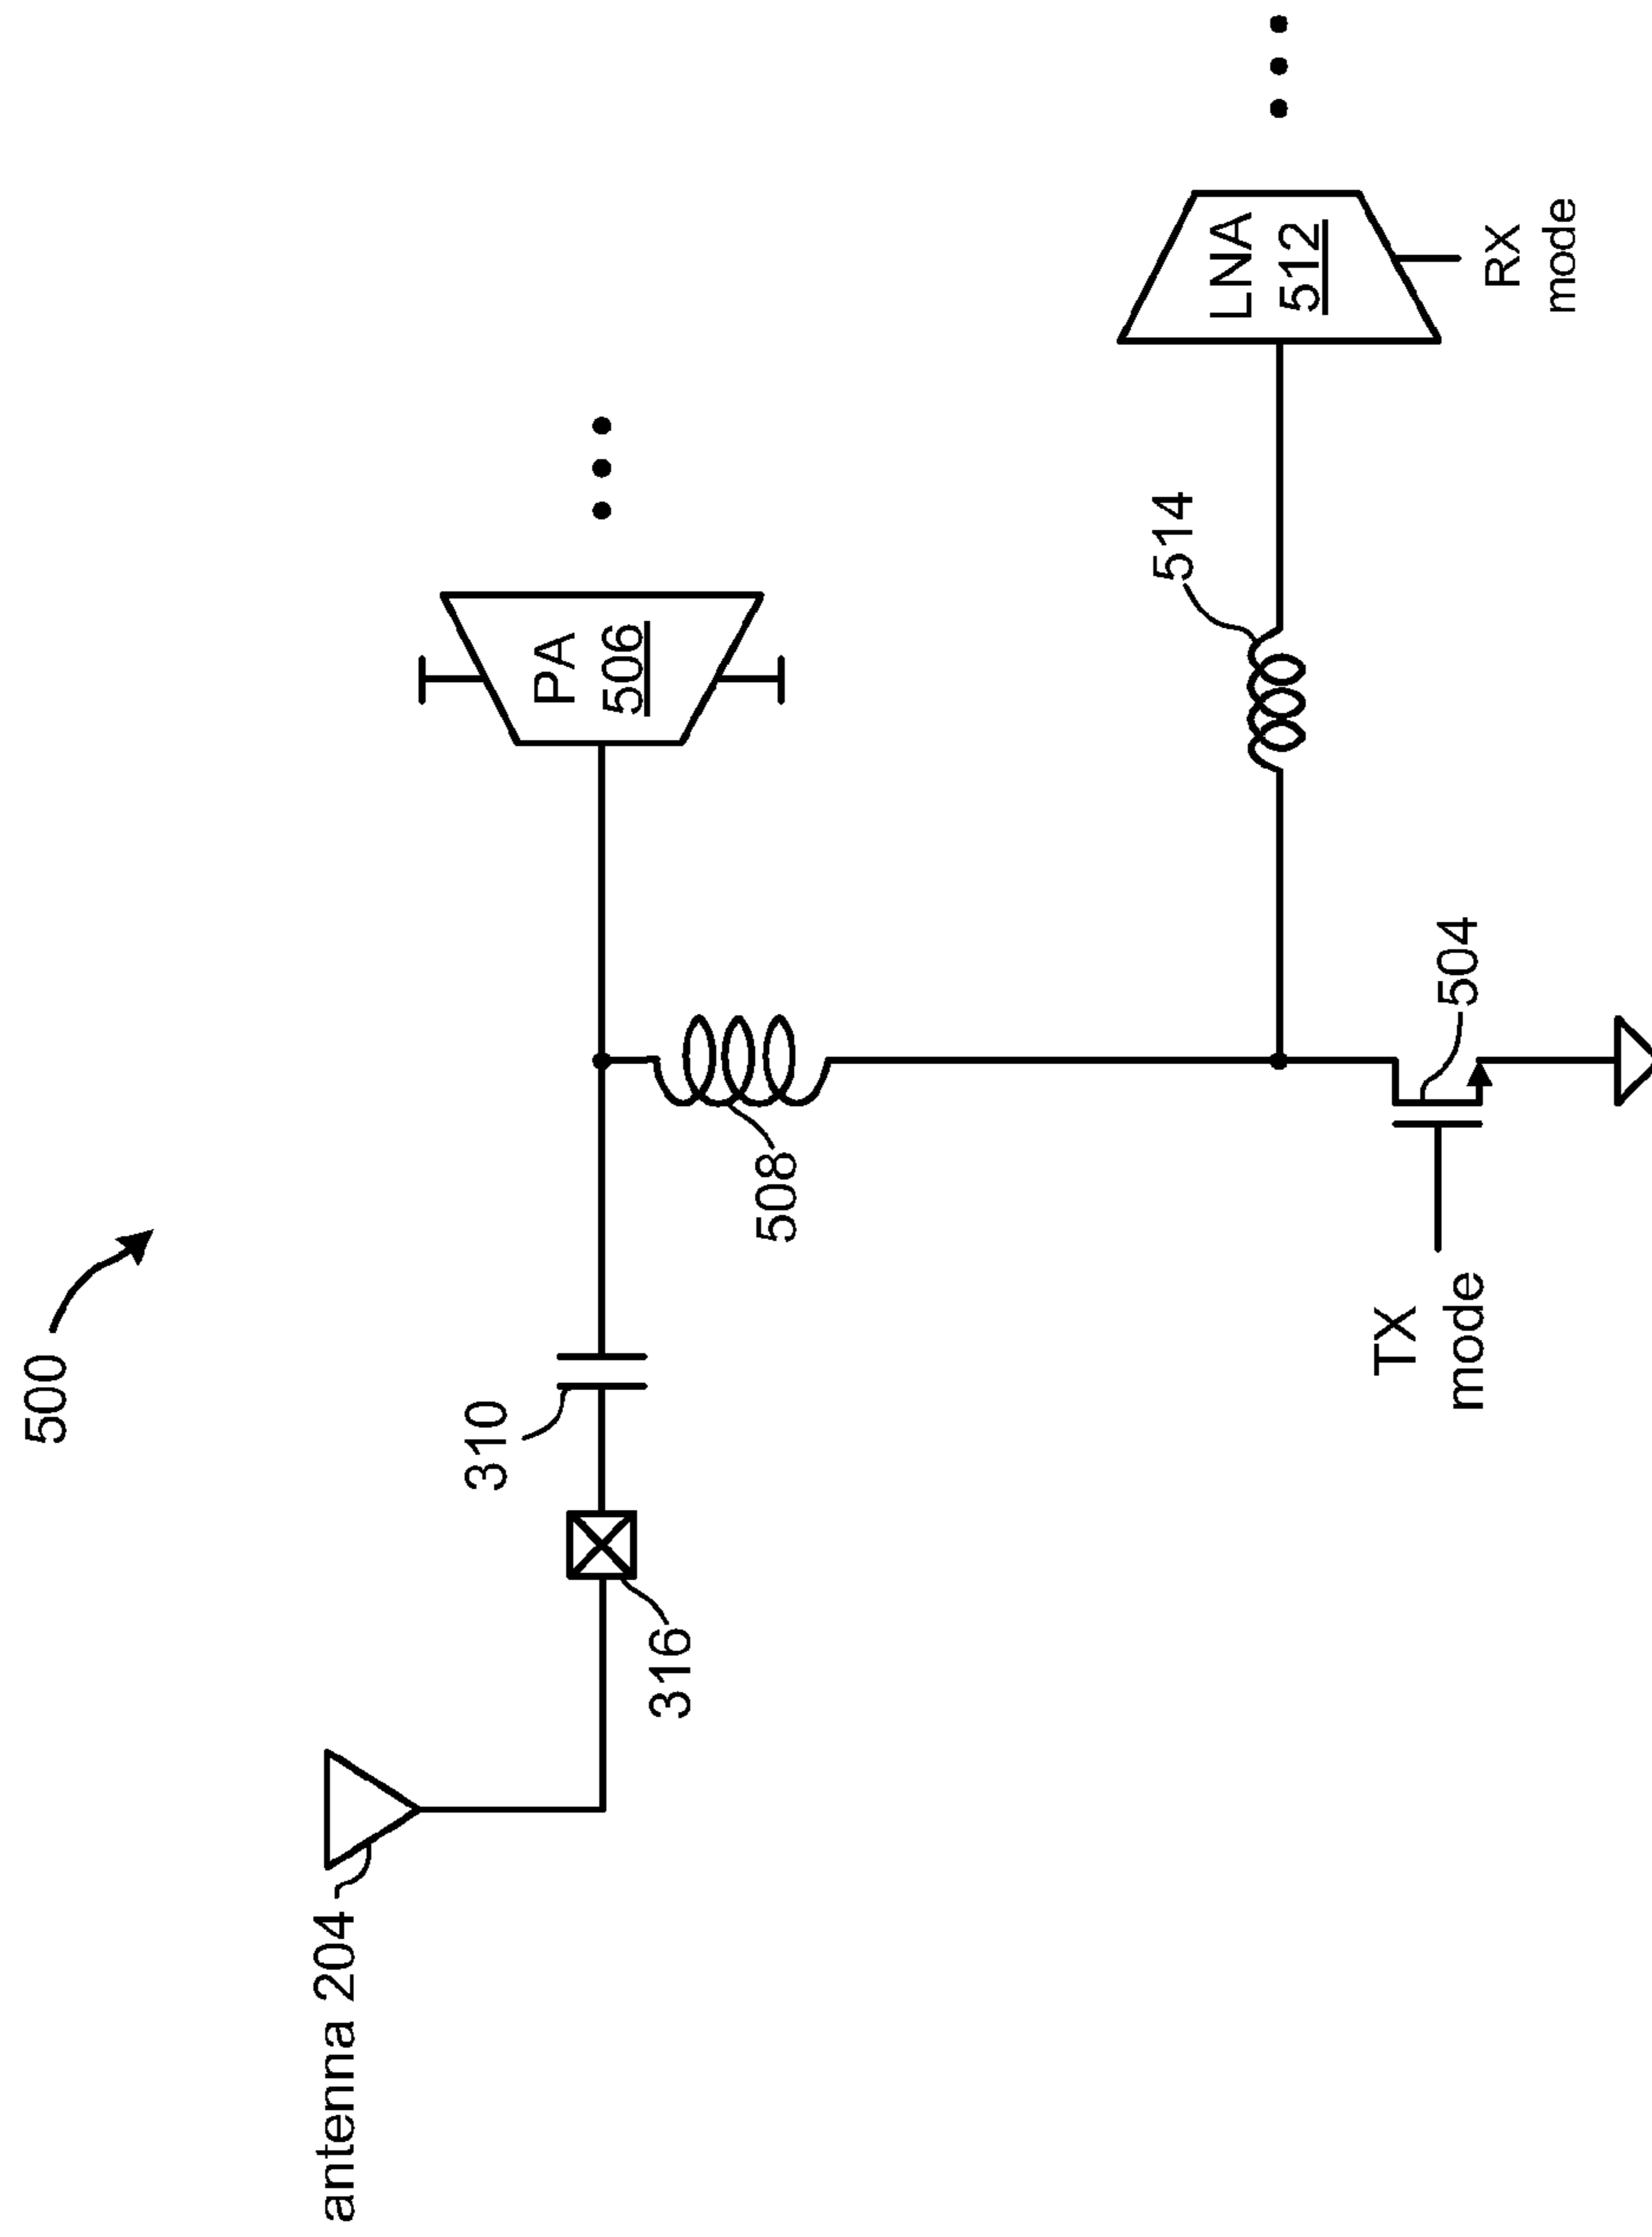 500
antenna 204
316
310
508
PA
506
514
LNA
512
RX
mode
504
TX
mode